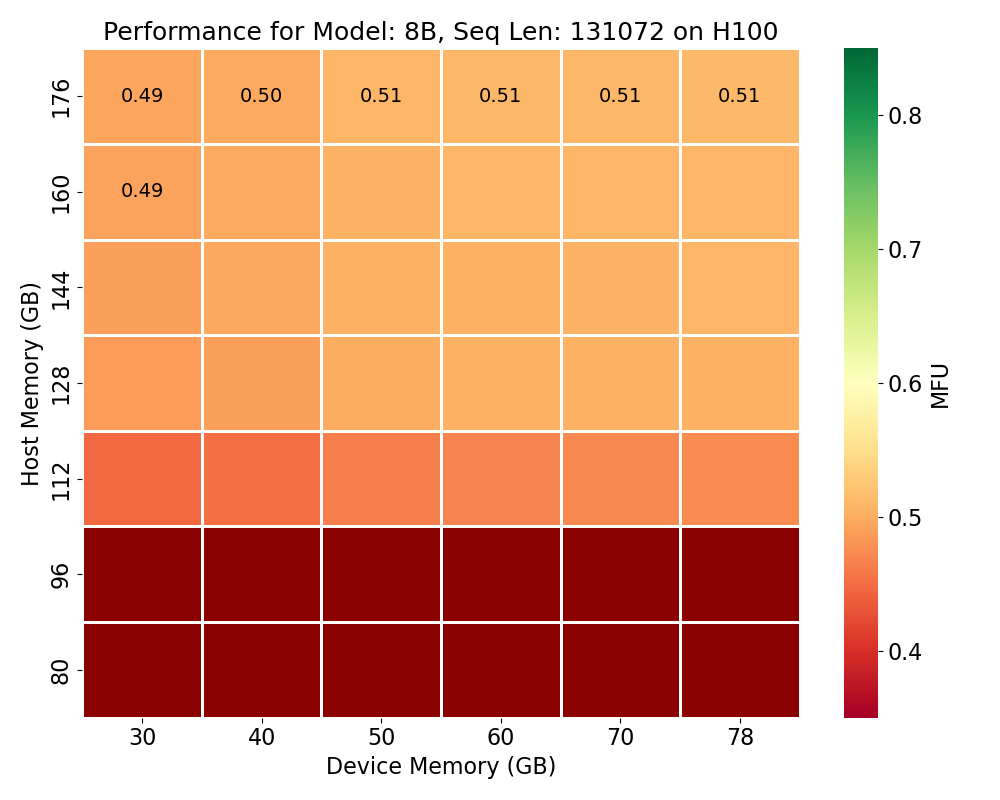 Performance for Model: 8B, Seq Len: 131072 on H100
176
0.49 0.50 0.51 0.51 0.51 0.51
160
0.49
144
128
112
96
80
Host Memory (GB)
30 40 50 60 70 78
Device Memory (GB)
0.8
0.7
0.6
0.5
0.4
MFU